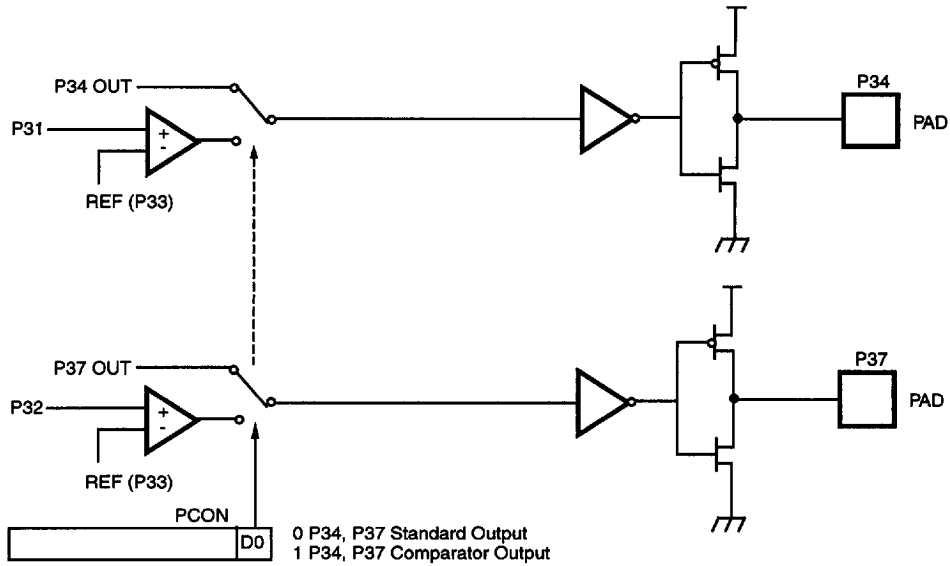 P34 OUT
P34
P31
+
-
PAD
REF (P33)
P37 OUT
P37
P32
+
-
PAD
REF (P33)
PCON
D0
0 P34, P37 Standard Output
1 P34, P37 Comparator Output